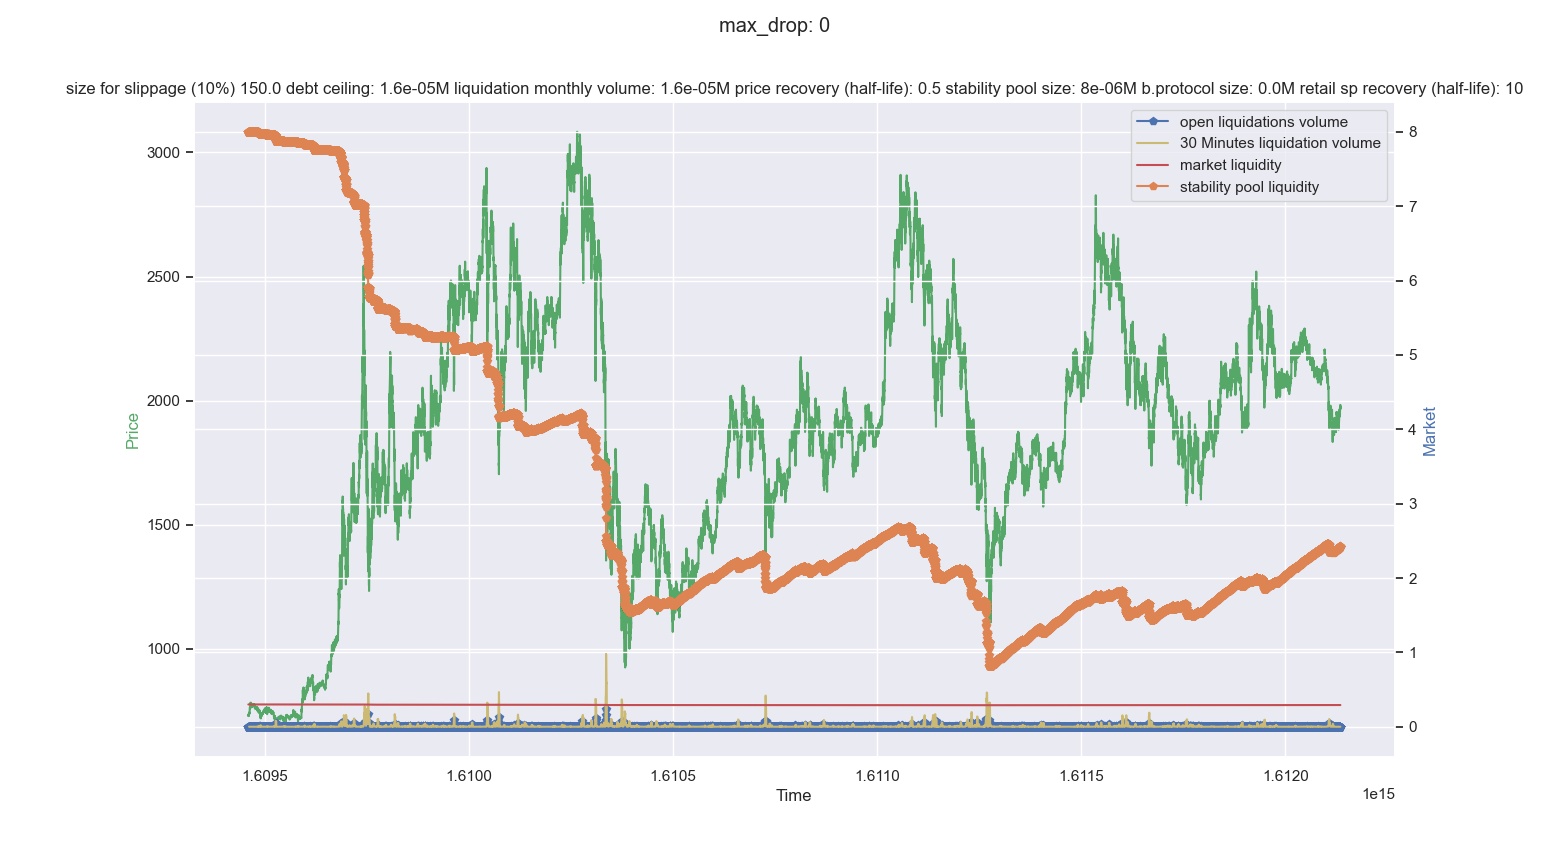 max_drop: 0
size for slippage (10%) 150.0 debt ceiling: 1.6e-05M liquidation monthly volume: 1.6e-05M price recovery (half-life): 0.5 stability pool size: 8e-06M b.protocol size: 0.0M retail sp recovery (half-life): 10
open liquidations volume
30 Minutes liquidation volume
market liquidity
stability pool liquidity
3000
2500
2000
1500
1000
Price
8
7
6
5
4
3
2
1
0
Market
1.6095
1.6100
1.6105
1.6110
1.6115
1.6120
Time
1e15